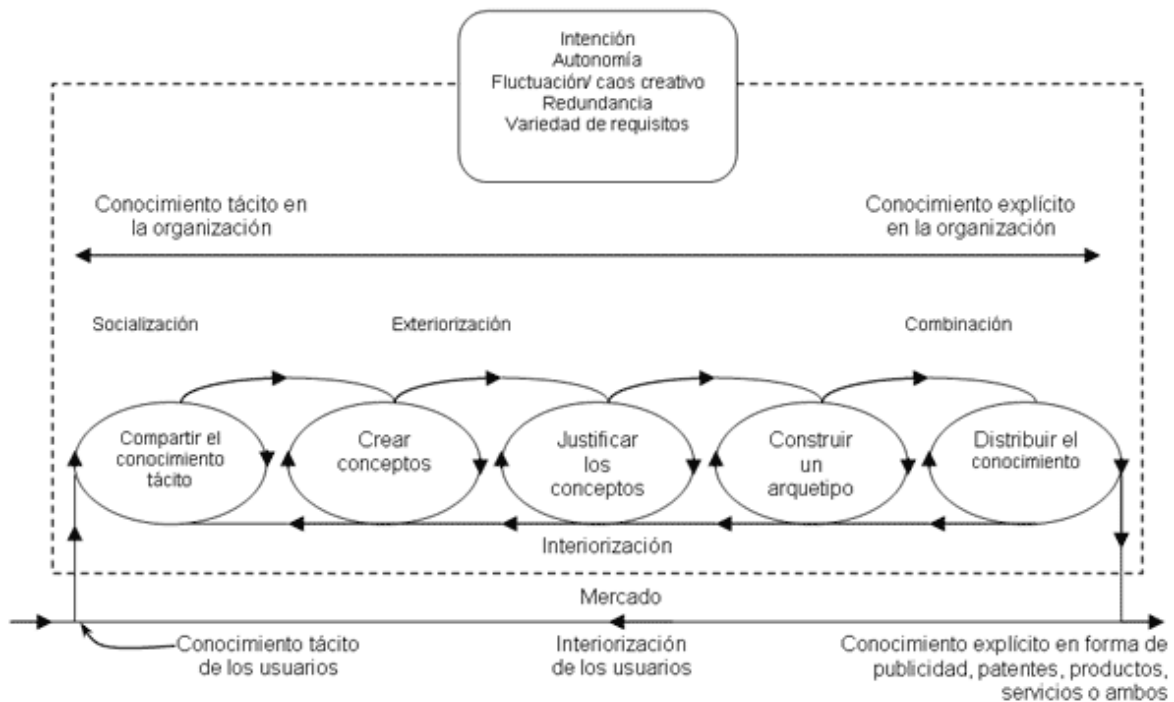 Intención
Autonomía
Fluctuación/ caos creativo
Redundancia
Variedad de requisitos
Conocimiento tácito en
la organización
Conocimiento explícito
en la organización
Socialización
Exteriorización
Combinación
Compartir el
conocimiento
tácito
Crear
conceptos
Justificar
los
conceptos
Construir
un
arquetipo
Distribuir el
conocimiento
Interiorización
Mercado
Conocimiento tácito
de los usuarios
Interiorización
de los usuarios
Conocimiento explícito en forma de
publicidad, patentes, productos,
servicios o ambos